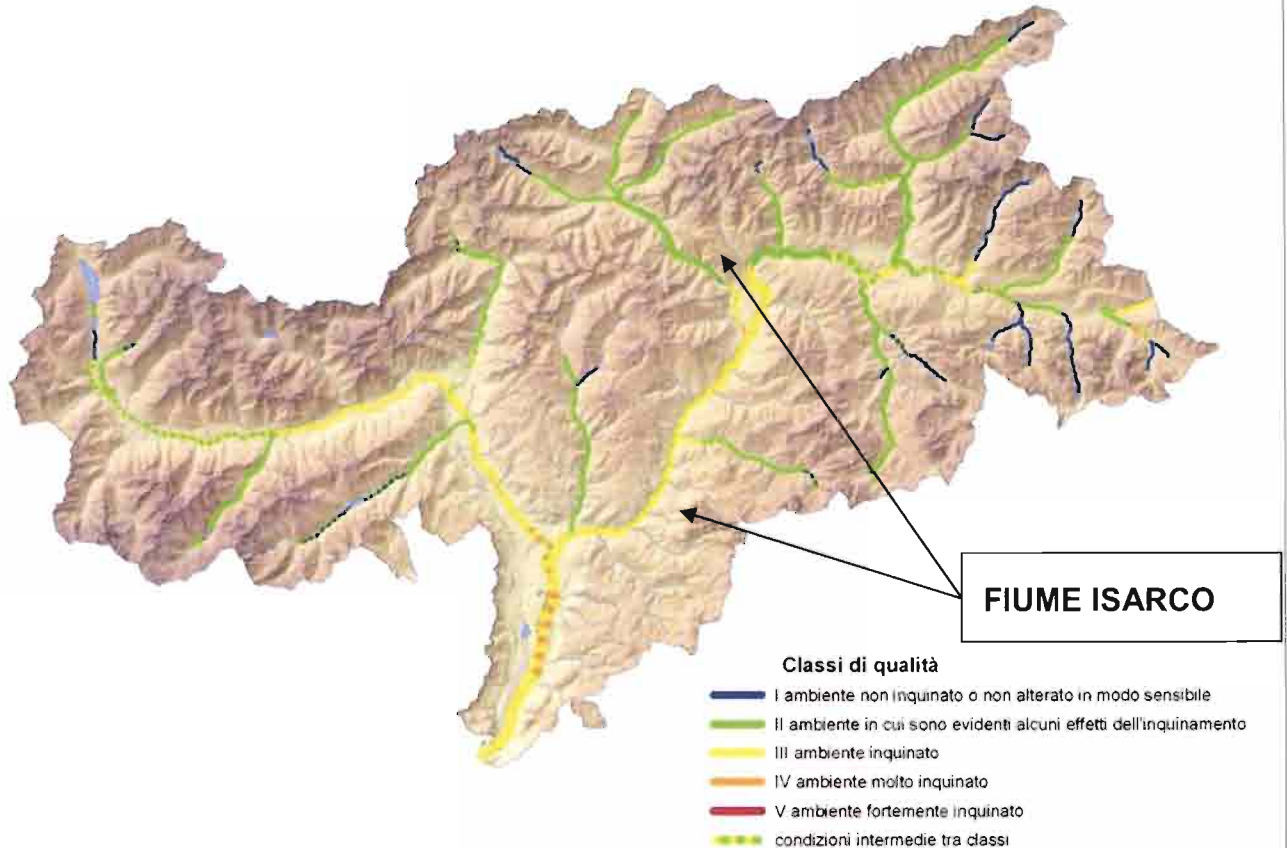 FIUME ISARCO
Classi di qualità
I ambiente non inquinato o non alterato in modo sensibile
II ambiente in cui sono evidenti alcuni effetti dell'inquinamento
III ambiente inquinato
IV ambiente molto inquinato
V ambiente fortemente inquinato
condizioni intermedie tra classi